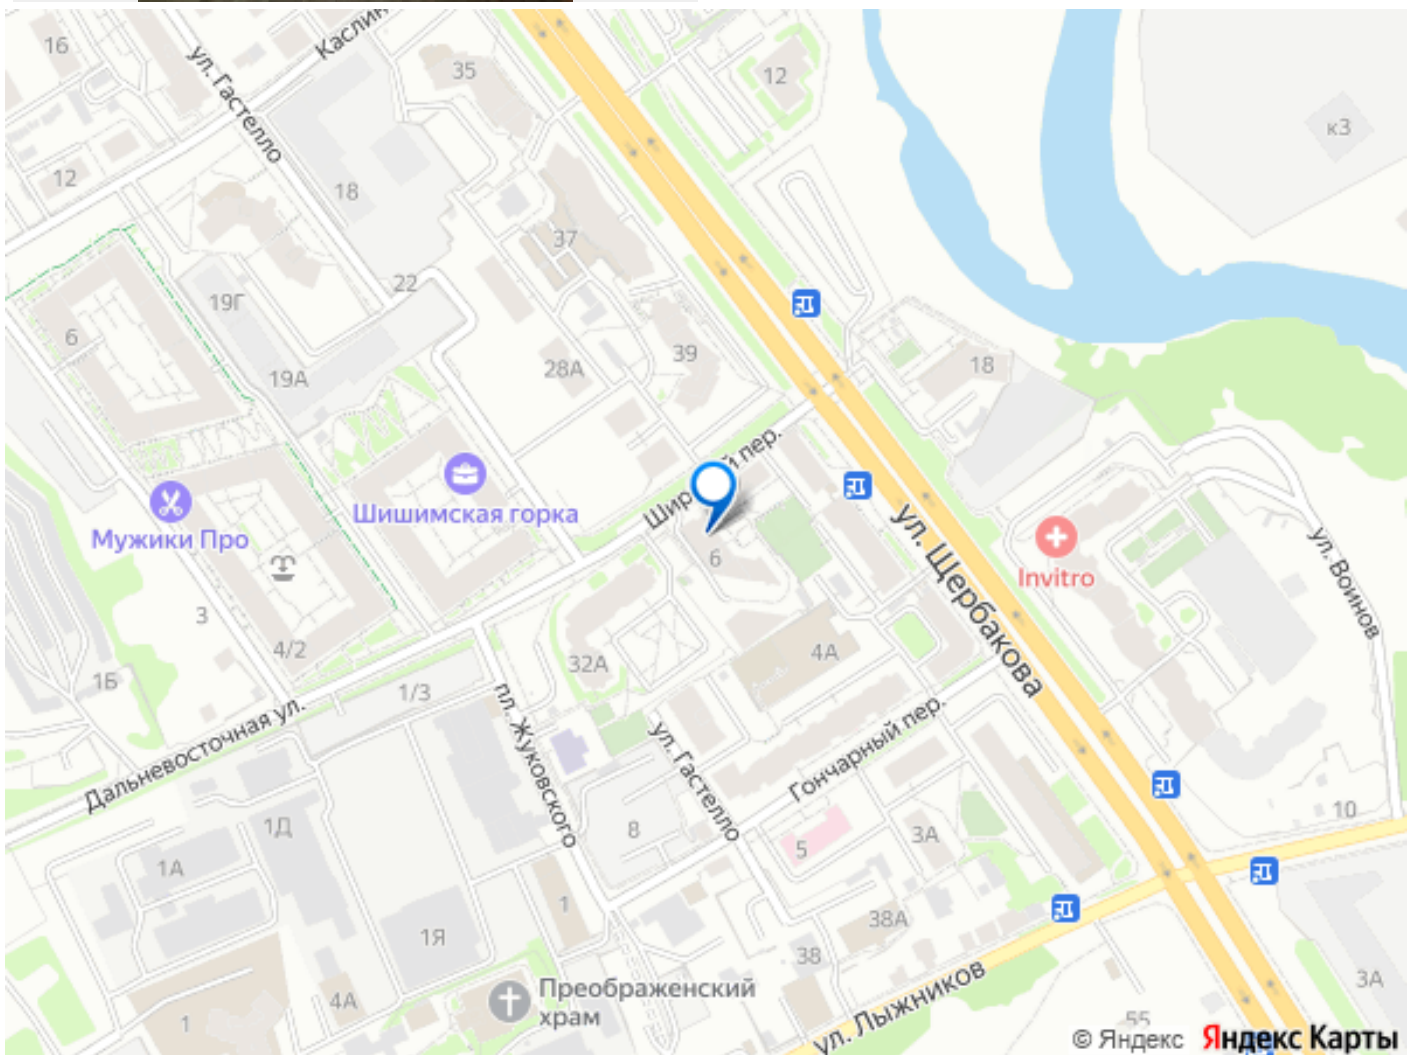 16
Каслин
35
12
к3
ул. Гастелло
12
18
37
22
19Г
6
39
28А
18
19А
Шишимская горка
Мужики Про
пер.
6
ул. Щербакова
Invitro
ул. Воинов
3
4/2
32А
4А
1Б
1/3
пл. Жуковского
Дальневосточная ул.
ул. Гастелло
Гончарный пер.
1Д
8
5
3А
10
1А
1
38А
1Я
38
3А
4А
Преображенский
храм
1
ул. Лыжников
55
© Яндекс Яндекс Карты